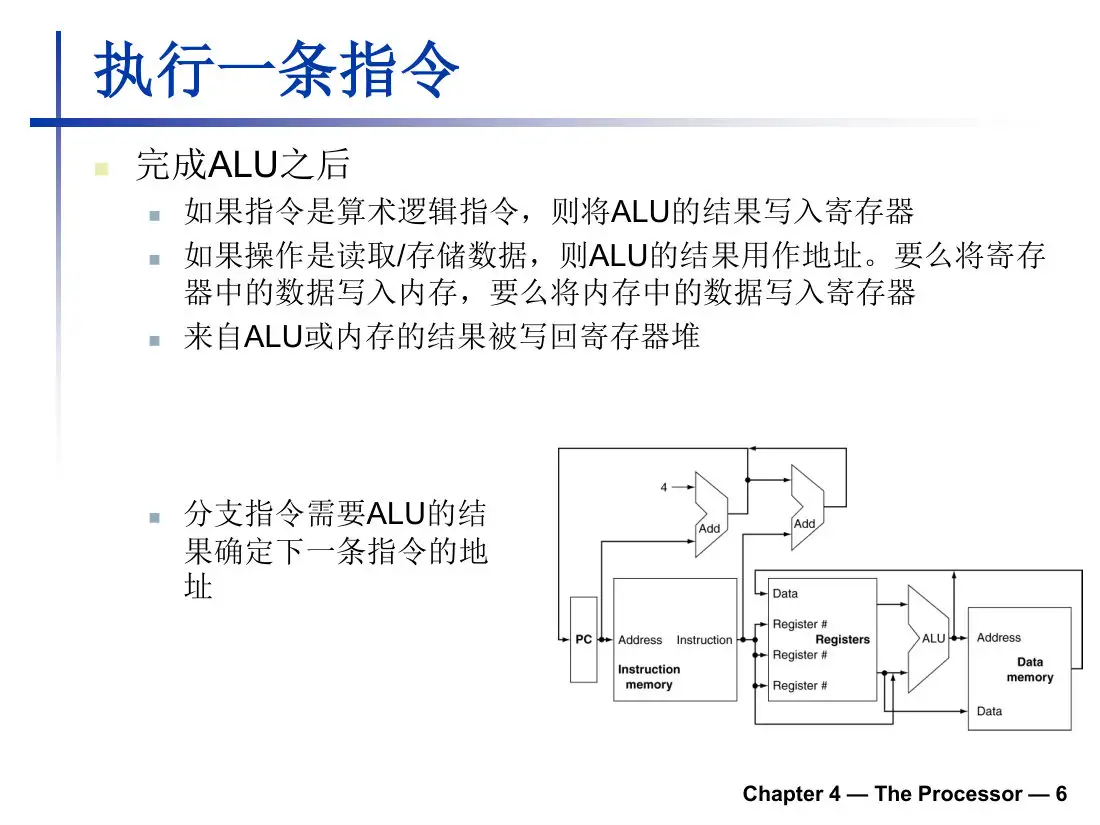 执行一条指令
完成ALU之后
如果指令是算术逻辑指令，则将ALU的结果写入寄存器
如果操作是读取/存储数据，则ALU的结果用作地址。要么将寄存
器中的数据写入内存，要么将内存中的数据写入寄存器
来自ALU或内存的结果被写回寄存器堆
分支指令需要ALU的结
果确定下一条指令的地
址
4
Add
Add
PC
Address
Instruction
Instruction
memory
Data
Register #
Registers
Register #
Register #
ALU
Address
Data
memory
Data
Chapter 4 — The Processor — 6